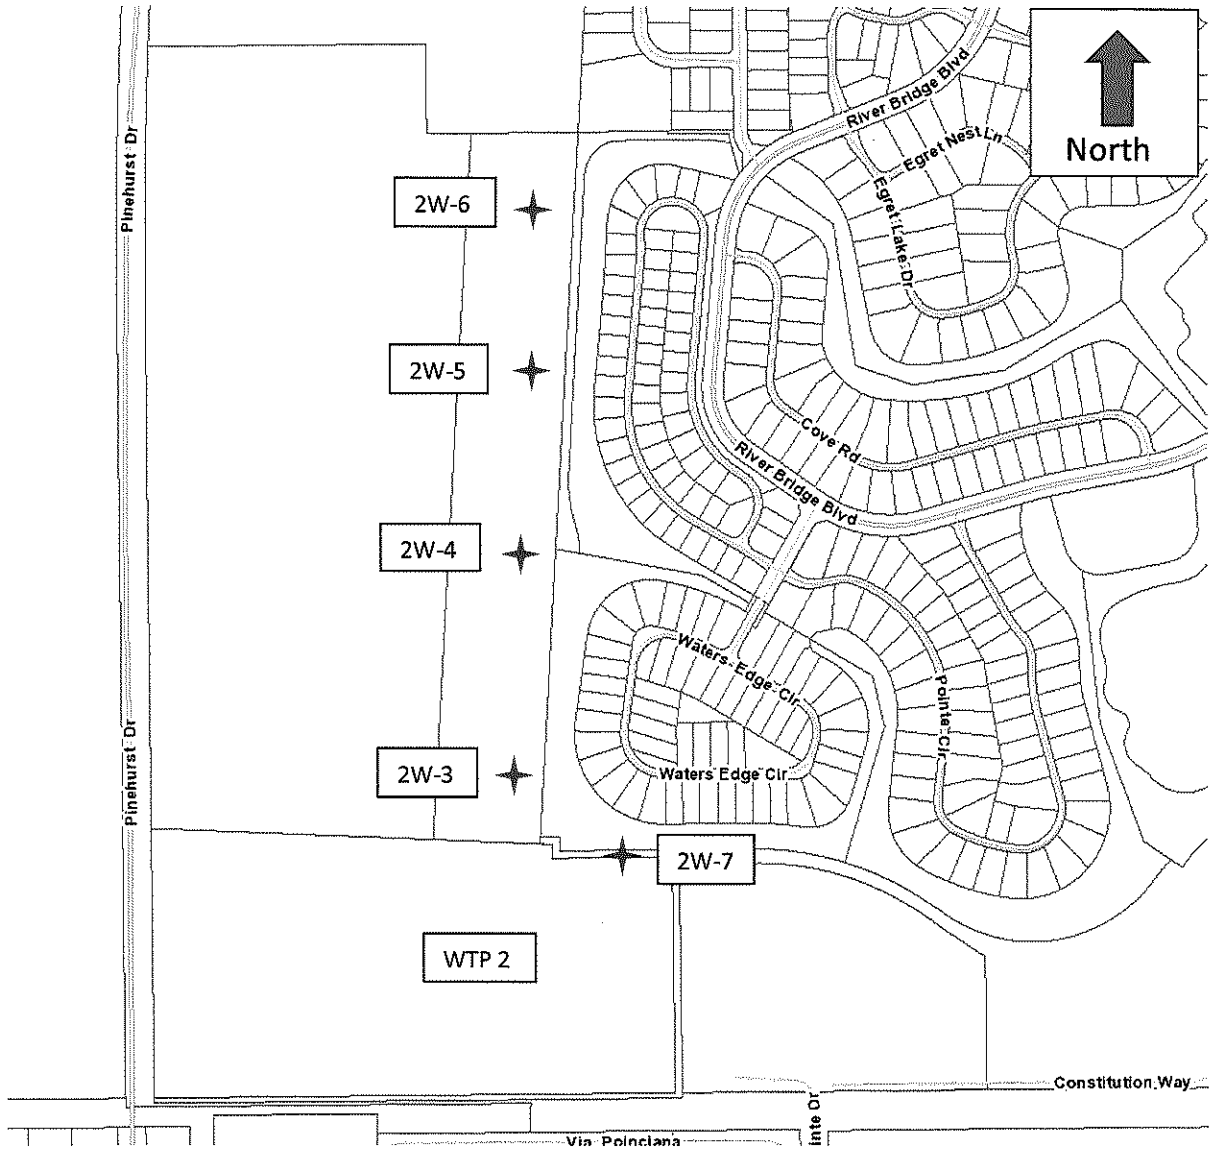 River Bridge Blvd
North
Pinehurst Dr
Egret Nest Ln
Egret Lake Dr
2W-6
2W-5
Cove Rd
River Bridge Blvd
2W-4
Waters Edge Cir
Pointe Cir
Pinehurst Dr
2W-3
Waters Edge Cir
2W-7
WTP 2
Constitution Way
inte Dr
Via Poinciana